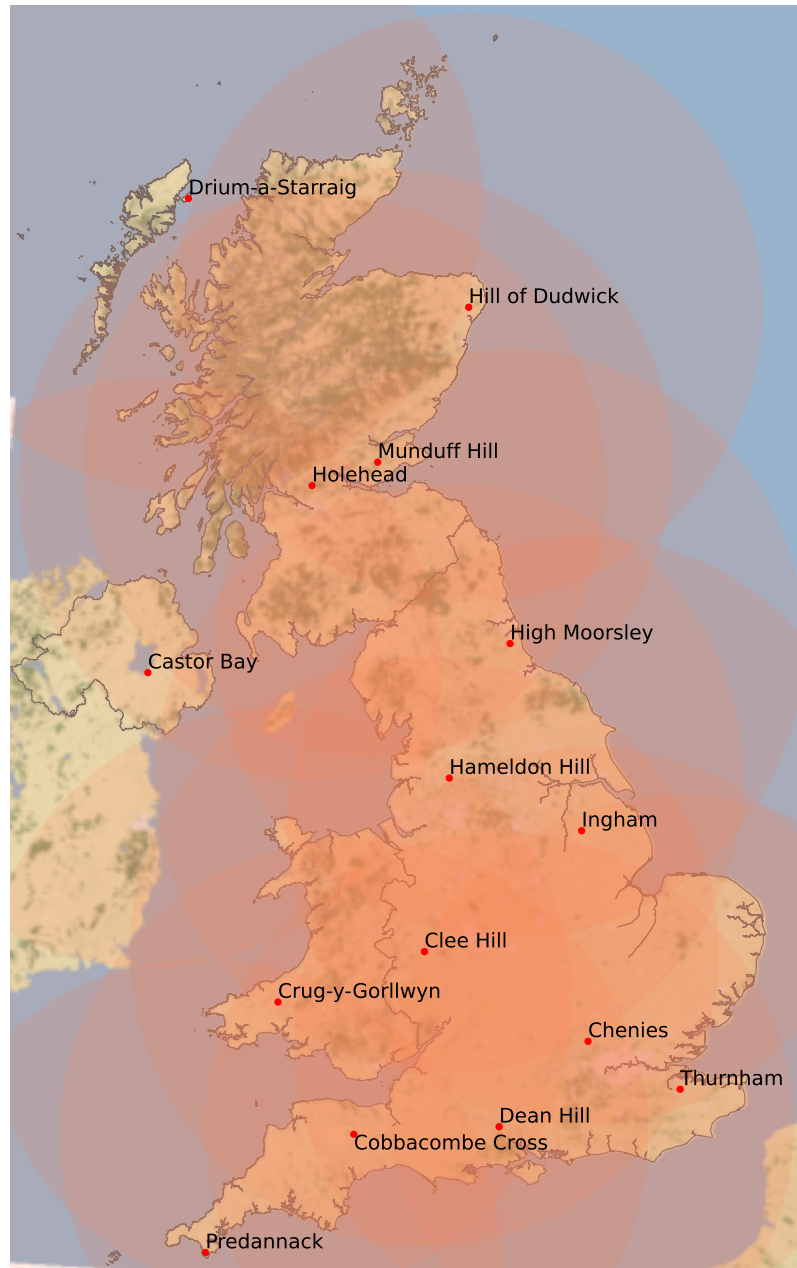 Drium-a-Starraig
Hill of Dudwick
Munduff Hill
Holehead
High Moorsley
Castor Bay
Hameldon Hill
Ingham
Clee Hill
Crug-y-Gorllwyn
Chenies
Thurnham
Dean Hill
Cobbacombe Cross
Predannack